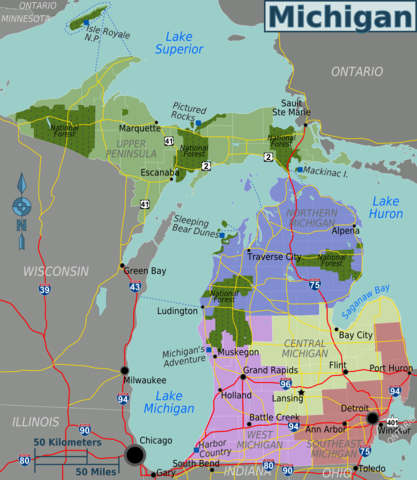 Michigan
ONTARIO
MINNESOTA
Isle Royale
N.P.
Lake
Superior
ONTARIO
Pictured
Rocks
Sault
Ste Marie
National
Forest
Marquette
41
UPPER
PENINSULA
National
Forest
National
Forest
2
2
Mackinac I.
Escanaba
41
Lake
Huron
Sleeping
Bear Dunes
NORTHERN
MICHIGAN
Alpena
WISCONSIN
Green Bay
Traverse City
National
Forest
39
43
75
National
Forest
Saginaw Bay
Ludington
Bay City
Michigan's
Adventure
Muskegon
CENTRAL
MICHIGAN
Milwaukee
Grand Rapids
Flint
Port Huron
96
94
Holland
Lansing
94
Lake
Michigan
Detroit
401
Windsor
ILLINOIS
Battle Creek
Ann Arbor
90
94
WEST
MICHIGAN
SOUTHEAST
MICHIGAN
50 Kilometers
Chicago
Harbor
Country
80
50 Miles
Gary
South Bend
INDIANA
80
90
75
OHIO
Toledo